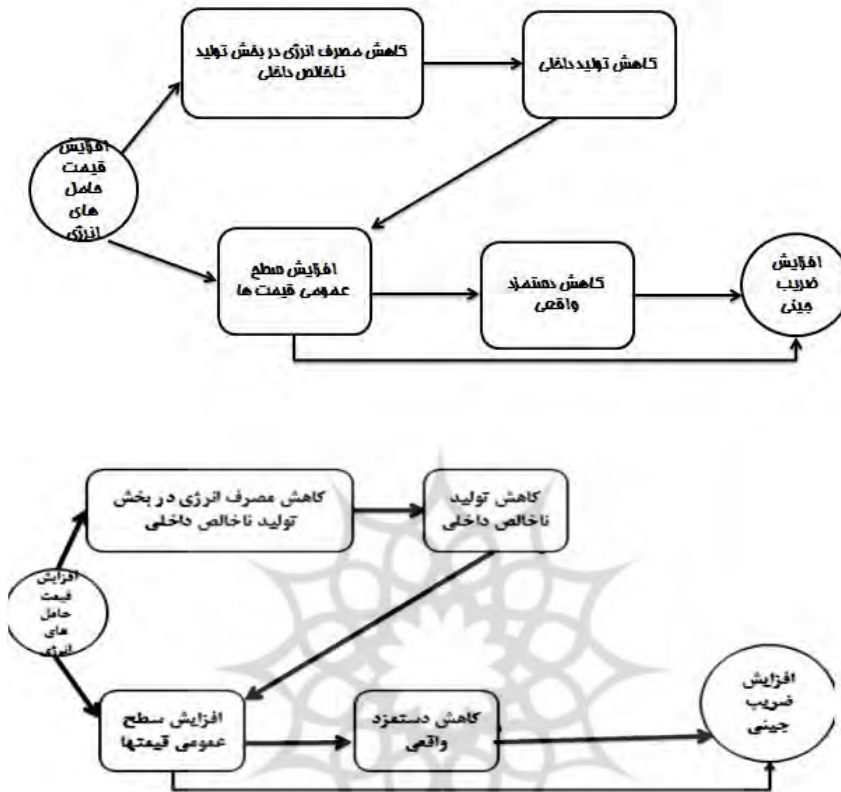 کاهش مصرف انرژی در بخش تولید
ناخالص داخلی
کاهش تولید داخلی
افزایش
قیمت
حامل
های
انرژی
افزایش سطح
عمومی قیمت ها
کاهش دستمزد
واقعی
افزایش
ضریب
جینی
کاهش مصرف انرژی در بخش
تولید ناخالص داخلی
کاهش تولید
ناخالص داخلی
افزایش
قیمت
حامل
های
انرژی
افزایش سطح
عمومی قیمتها
کاهش دستمزد
واقعی
افزایش
ضریب
جینی